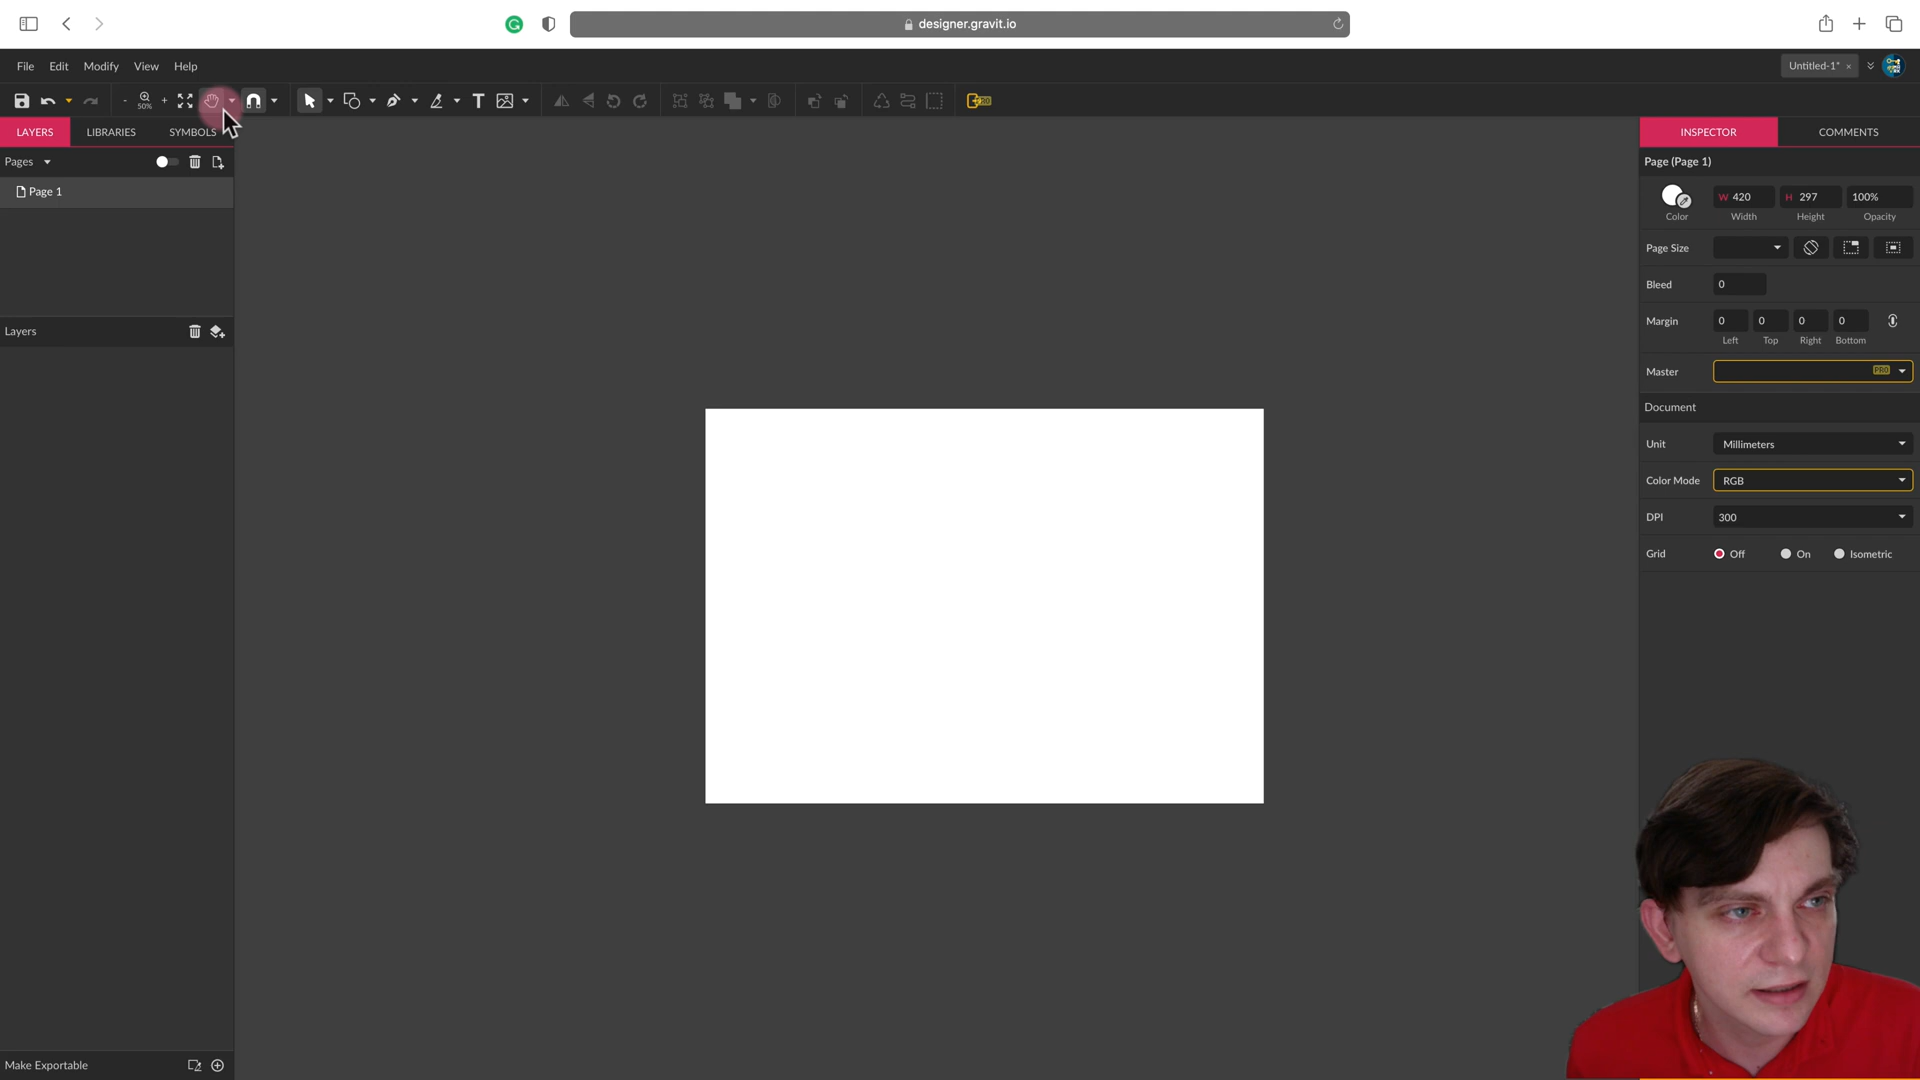 designer.gravit.io
File Edit Modify View Help
Untitled-1* ×
- 50% +
T
PRO
LAYERS LIBRARIES SYMBOLS
INSPECTOR COMMENTS
Pages
Page (Page 1)
Page 1
W 420 H 297 100%
Color Width Height Opacity
Page Size
Bleed 0
Margin 0 0 0 0
Left Top Right Bottom
Layers
Master PRO
Document
Unit Millimeters
Color Mode RGB
DPI 300
Grid Off On Isometric
Make Exportable